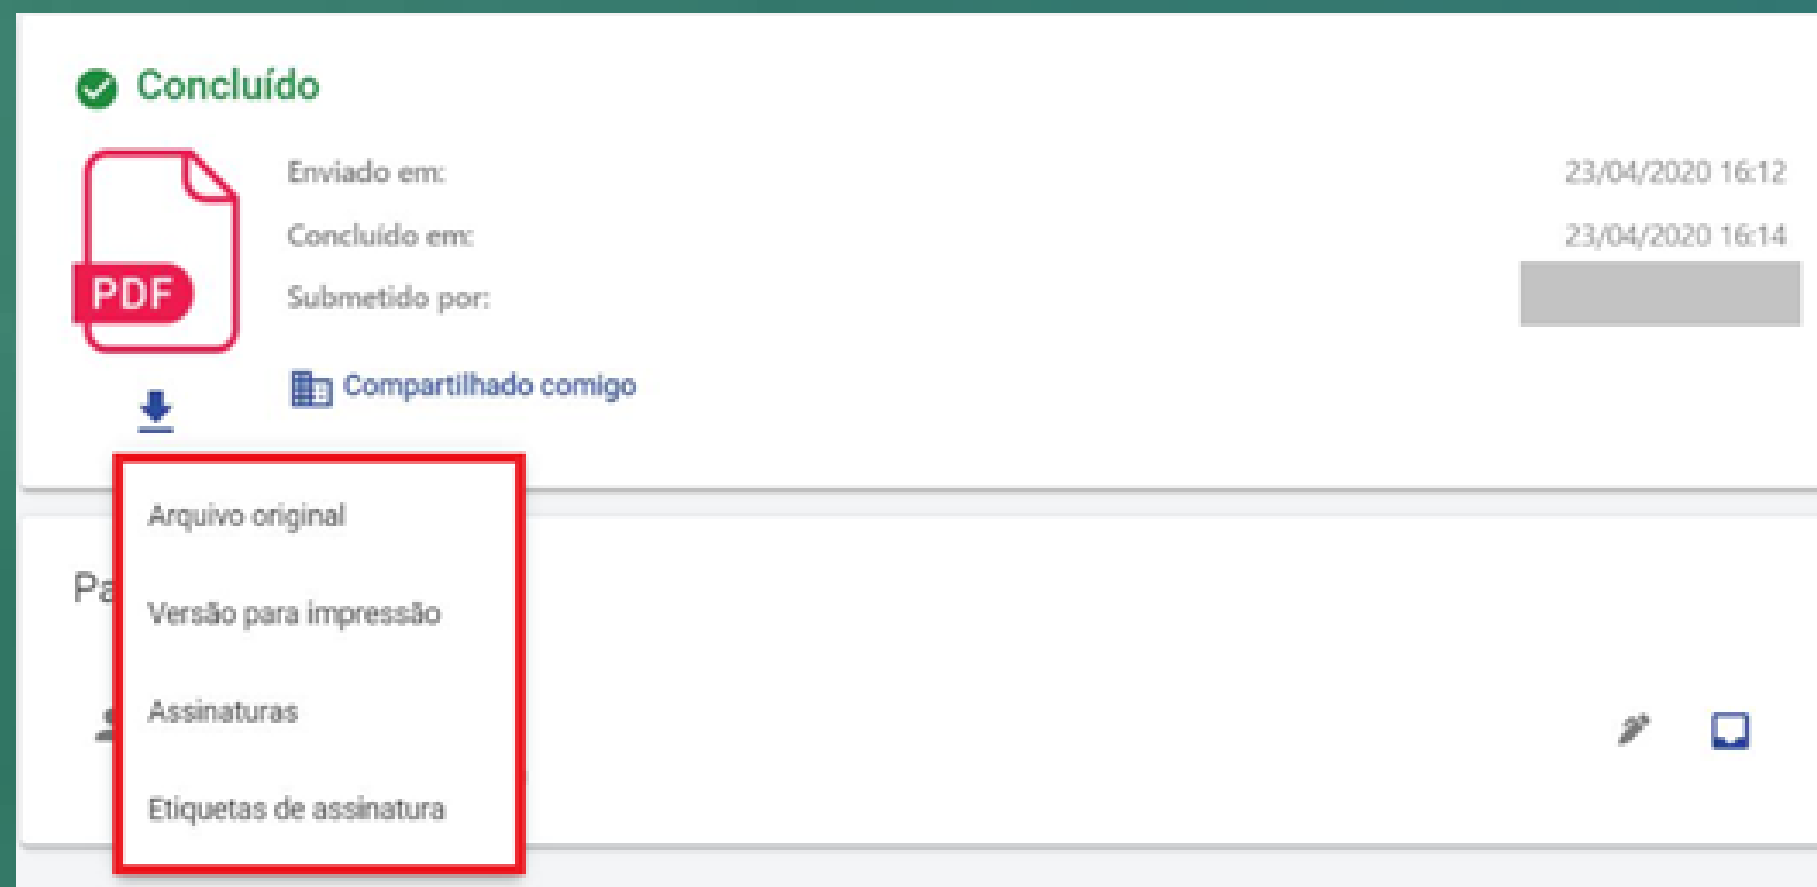 Concluído
PDF
Enviado em: 23/04/2020 16:12
Concluído em: 23/04/2020 16:14
Submetido por:
Compartilhado comigo
Arquivo original
Versão para impressão
Assinaturas
Etiquetas de assinatura